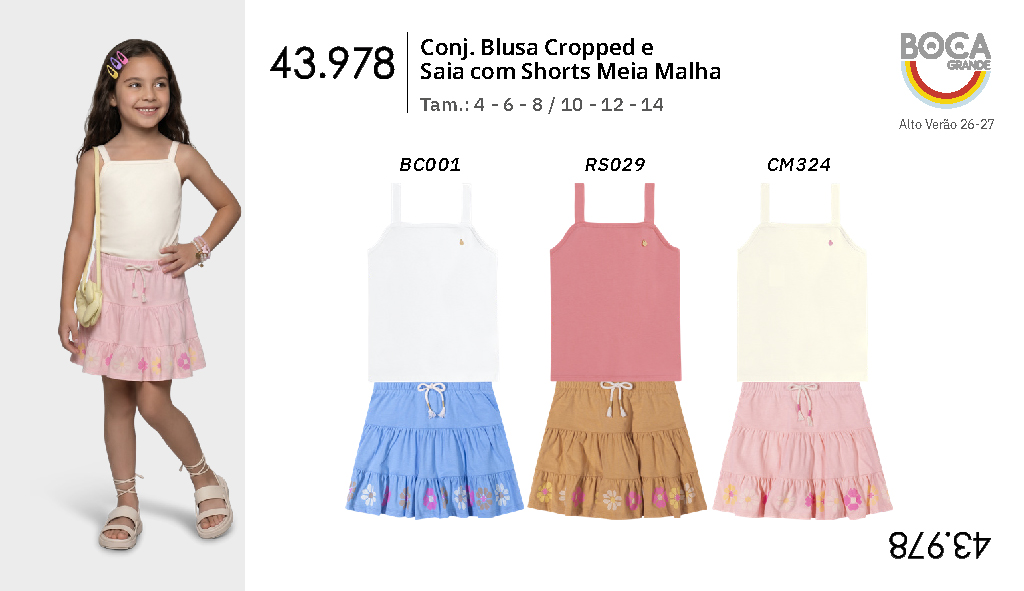 43.978
Conj. Blusa Cropped e
Saia com Shorts Meia Malha
Tam.: 4 - 6 - 8 / 10 - 12 - 14
BOCA
GRANDE
Alto Verão 26-27
BC001
RS029
CM324
43.978